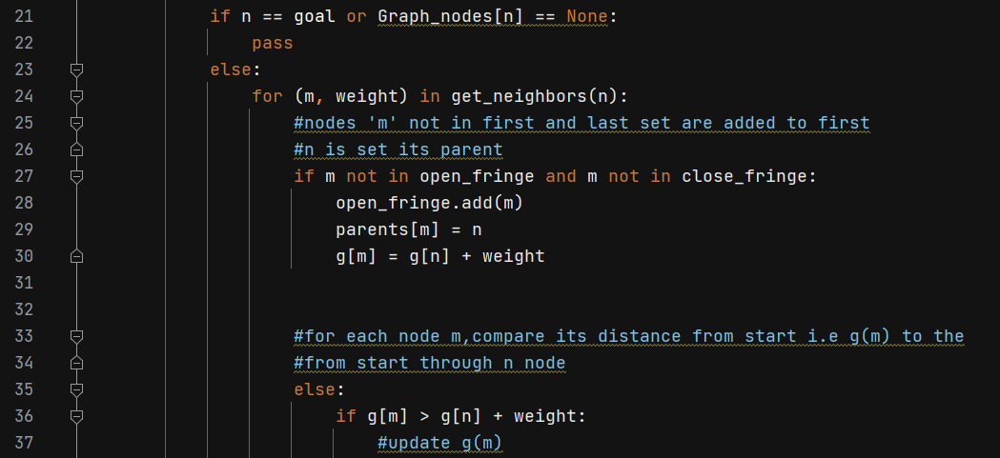 21 if n == goal or Graph_nodes[n] == None:
22 pass
23 else:
24 for (m, weight) in get_neighbors(n):
25 #nodes 'm' not in first and last set are added to first
26 #n is set its parent
27 if m not in open_fringe and m not in close_fringe:
28 open_fringe.add(m)
29 parents[m] = n
30 g[m] = g[n] + weight
31
32
33 #for each node m,compare its distance from start i.e g(m) to the
34 #from start through n node
35 else:
36 if g[m] > g[n] + weight:
37 #update g(m)